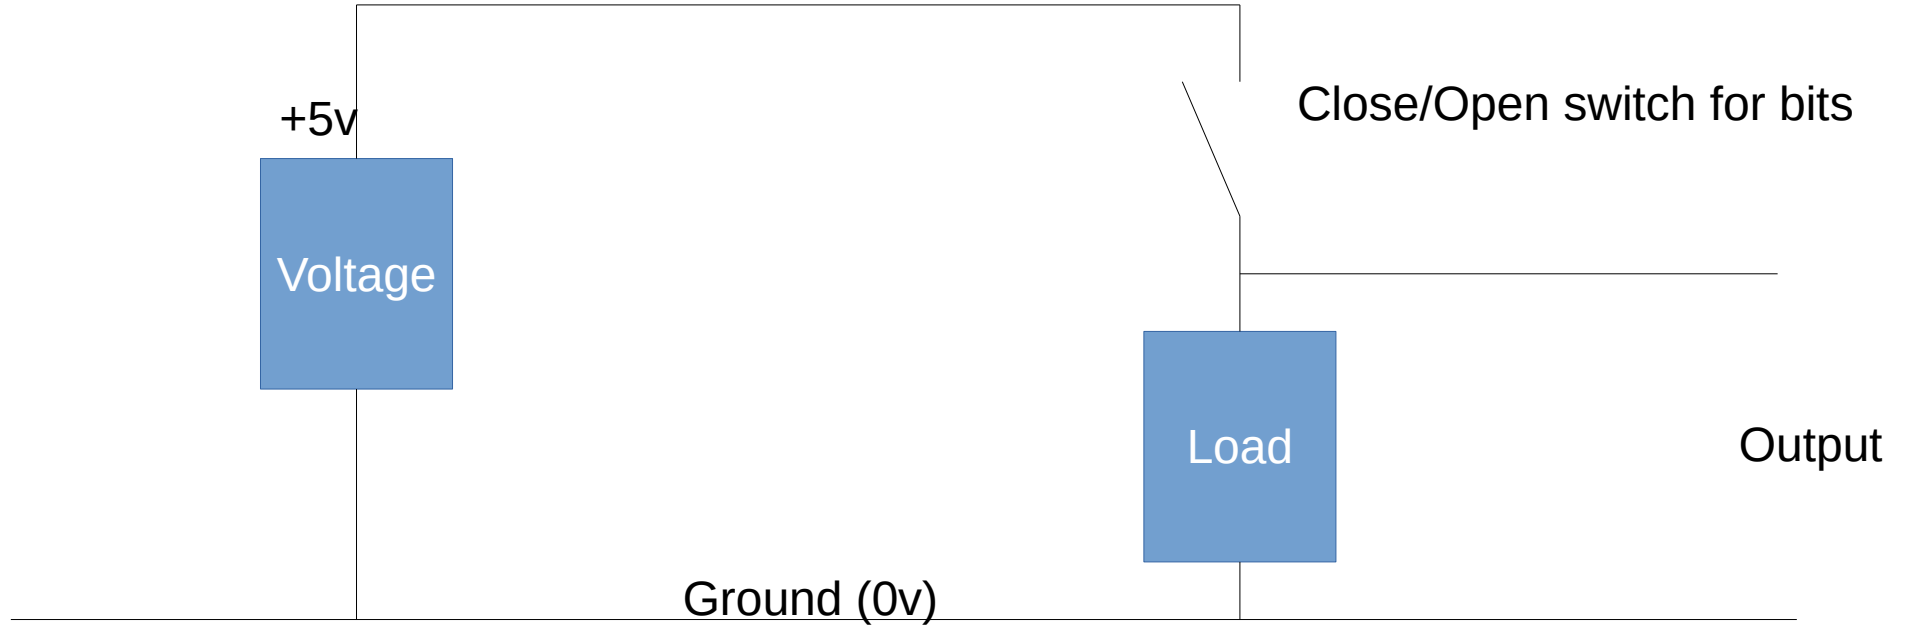 +5v
Close/Open switch for bits
Voltage
Load
Output
Ground (0v)